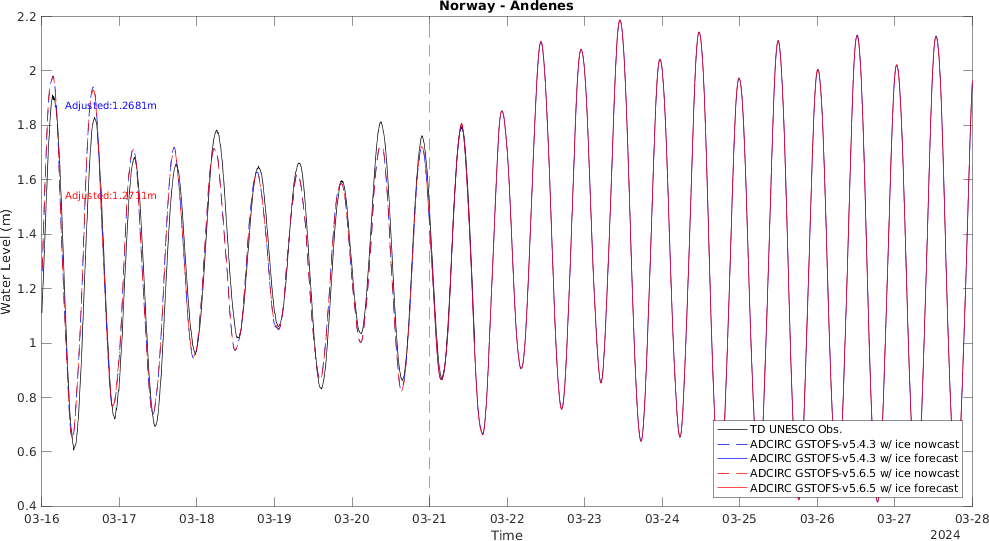 Norway - Andenes
2.2
2
1.8
1.6
1.4
1.2
1
0.8
0.6
0.4
Water Level (m)
Adjusted:1.2681m
Adjusted:1.2711m
TD UNESCO Obs.
ADCIRC GSTOFS-v5.4.3 w/ ice nowcast
ADCIRC GSTOFS-v5.4.3 w/ ice forecast
ADCIRC GSTOFS-v5.6.5 w/ ice nowcast
ADCIRC GSTOFS-v5.6.5 w/ ice forecast
03-16 03-17 03-18 03-19 03-20 03-21 03-22 03-23 03-24 03-25 03-26 03-27 03-28
Time
2024